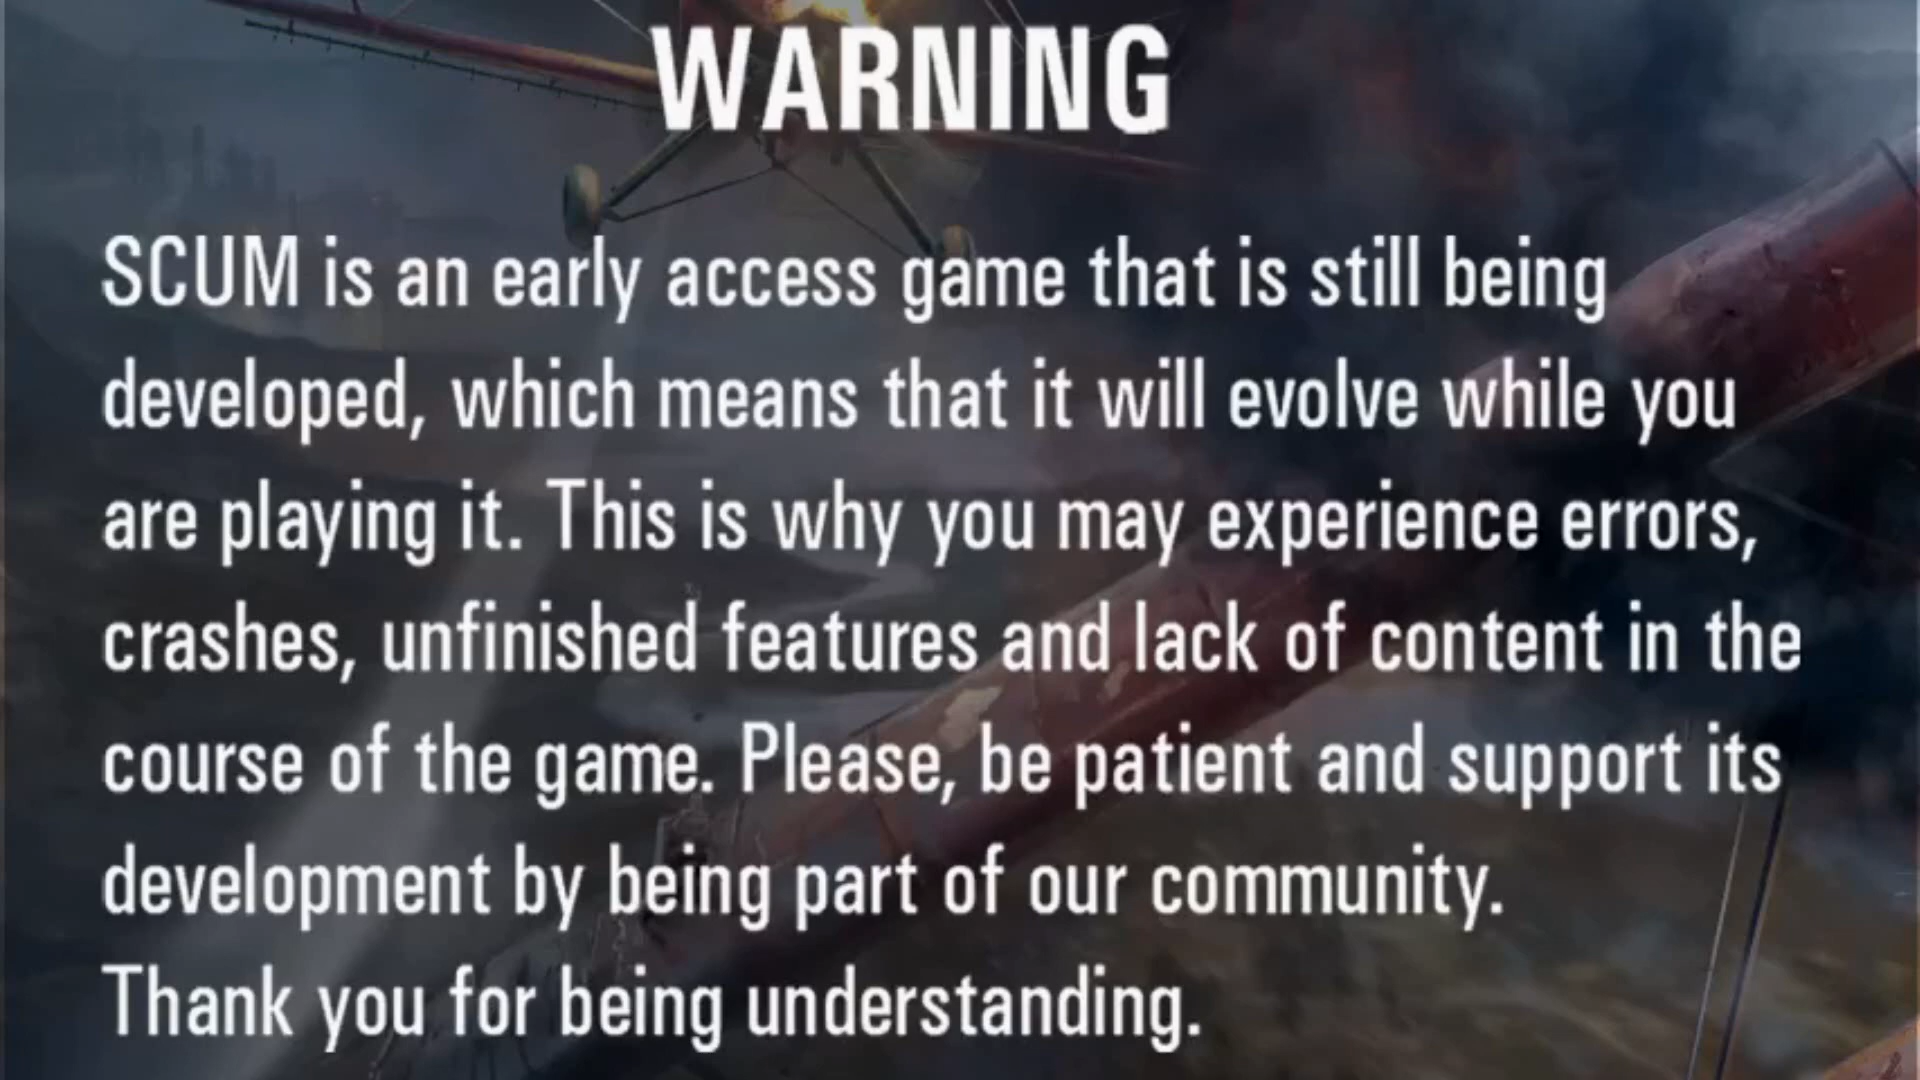 WARNING
SCUM is an early access game that is still being
developed, which means that it will evolve while you
are playing it. This is why you may experience errors,
crashes, unfinished features and lack of content in the
course of the game. Please, be patient and support its
development by being part of our community.
Thank you for being understanding.